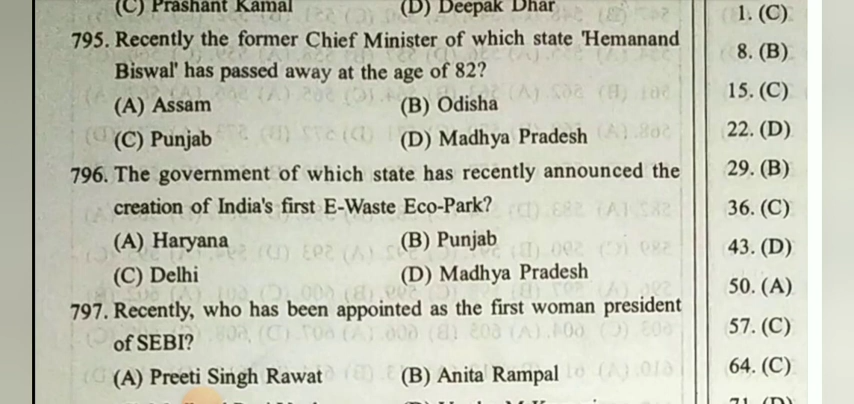 (C) Prashant Kamal (D) Deepak Dhar
795. Recently the former Chief Minister of which state 'Hemanand
Biswal' has passed away at the age of 82?
(A) Assam (B) Odisha
(C) Punjab (D) Madhya Pradesh
796. The government of which state has recently announced the
creation of India's first E-Waste Eco-Park?
(A) Haryana (B) Punjab
(C) Delhi (D) Madhya Pradesh
797. Recently, who has been appointed as the first woman president
of SEBI?
(A) Preeti Singh Rawat (B) Anita Rampal
1. (C)
8. (B)
15. (C)
22. (D)
29. (B)
36. (C)
43. (D)
50. (A)
57. (C)
64. (C)
71. (D)